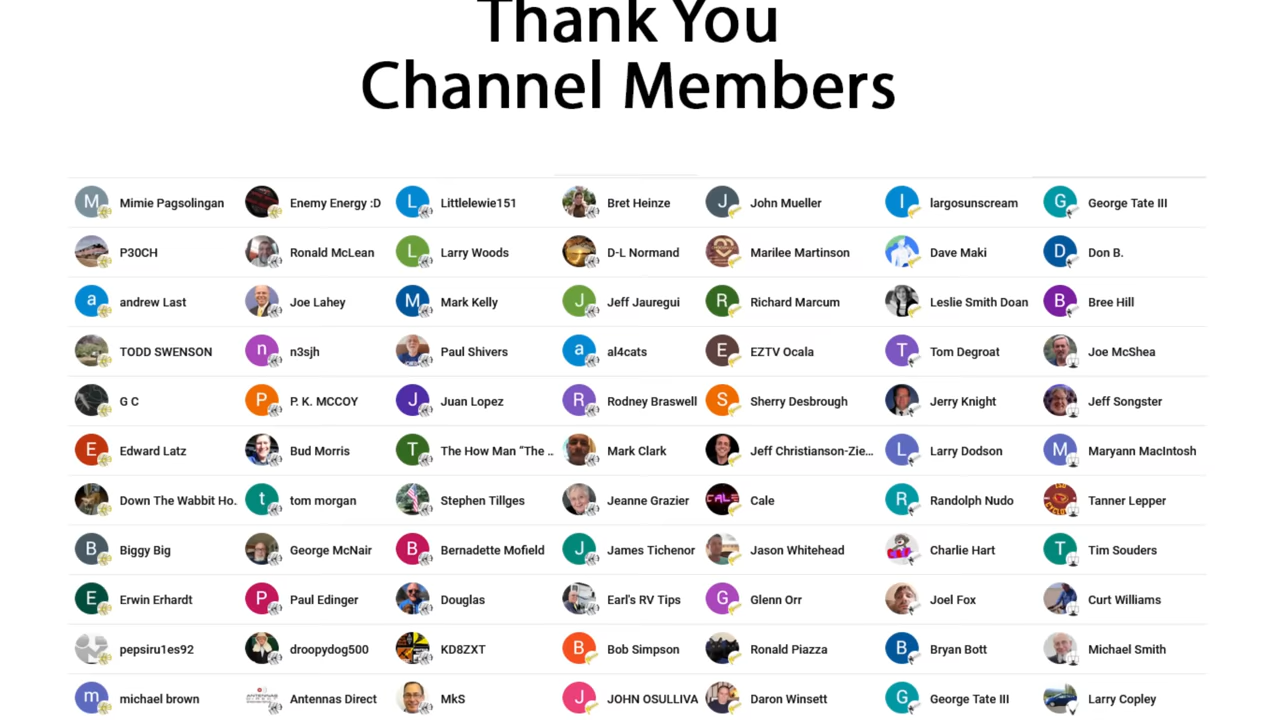 Thank You
Channel Members
M Mimie Pagsolingan Enemy Energy :D L Littlelewie151 Bret Heinze J John Mueller l largosunscream G George Tate III
P30CH Ronald McLean L Larry Woods D-L Normand Marilee Martinson Dave Maki D Don B.
a andrew Last Joe Lahey M Mark Kelly J Jeff Jauregui R Richard Marcum Leslie Smith Doan B Bree Hill
TODD SWENSON n n3sjh Paul Shivers a al4cats E EZTV Ocala T Tom Degroat Joe McShea
G C P P. K. MCCOY J Juan Lopez R Rodney Braswell S Sherry Desbrough Jerry Knight Jeff Songster
E Edward Latz Bud Morris T The How Man “The .. Mark Clark Jeff Christianson-Zie... L Larry Dodson M Maryann MacIntosh
Down The Wabbit Ho. t tom morgan Stephen Tillges Jeanne Grazier CALE Cale R Randolph Nudo Tanner Lepper
B Biggy Big George McNair B Bernadette Mofield J James Tichenor Jason Whitehead Charlie Hart T Tim Souders
E Erwin Erhardt P Paul Edinger Douglas Earl's RV Tips G Glenn Orr Joel Fox Curt Williams
pepsiru1es92 droopydog500 KD8ZXT B Bob Simpson Ronald Piazza B Bryan Bott Michael Smith
m michael brown ANTENNAS DIRECT Antennas Direct MkS J JOHN OSULLIVA Daron Winsett G George Tate III Larry Copley